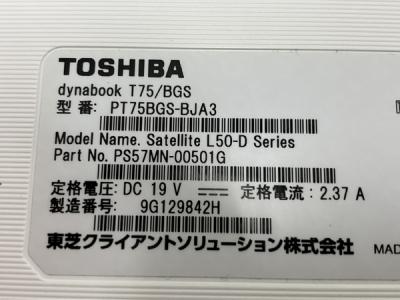 TOSHIBA
dynabook T75/BGS
型 番: PT75BGS-BJA3
Model Name. Satellite L50-D Series
Part No. PS57MN-00501G
定格電圧:DC 19 V ⎓ 定格電流:2.37 A
製造番号: 9G129842H
東芝クライアントソリューション株式会社
MAD